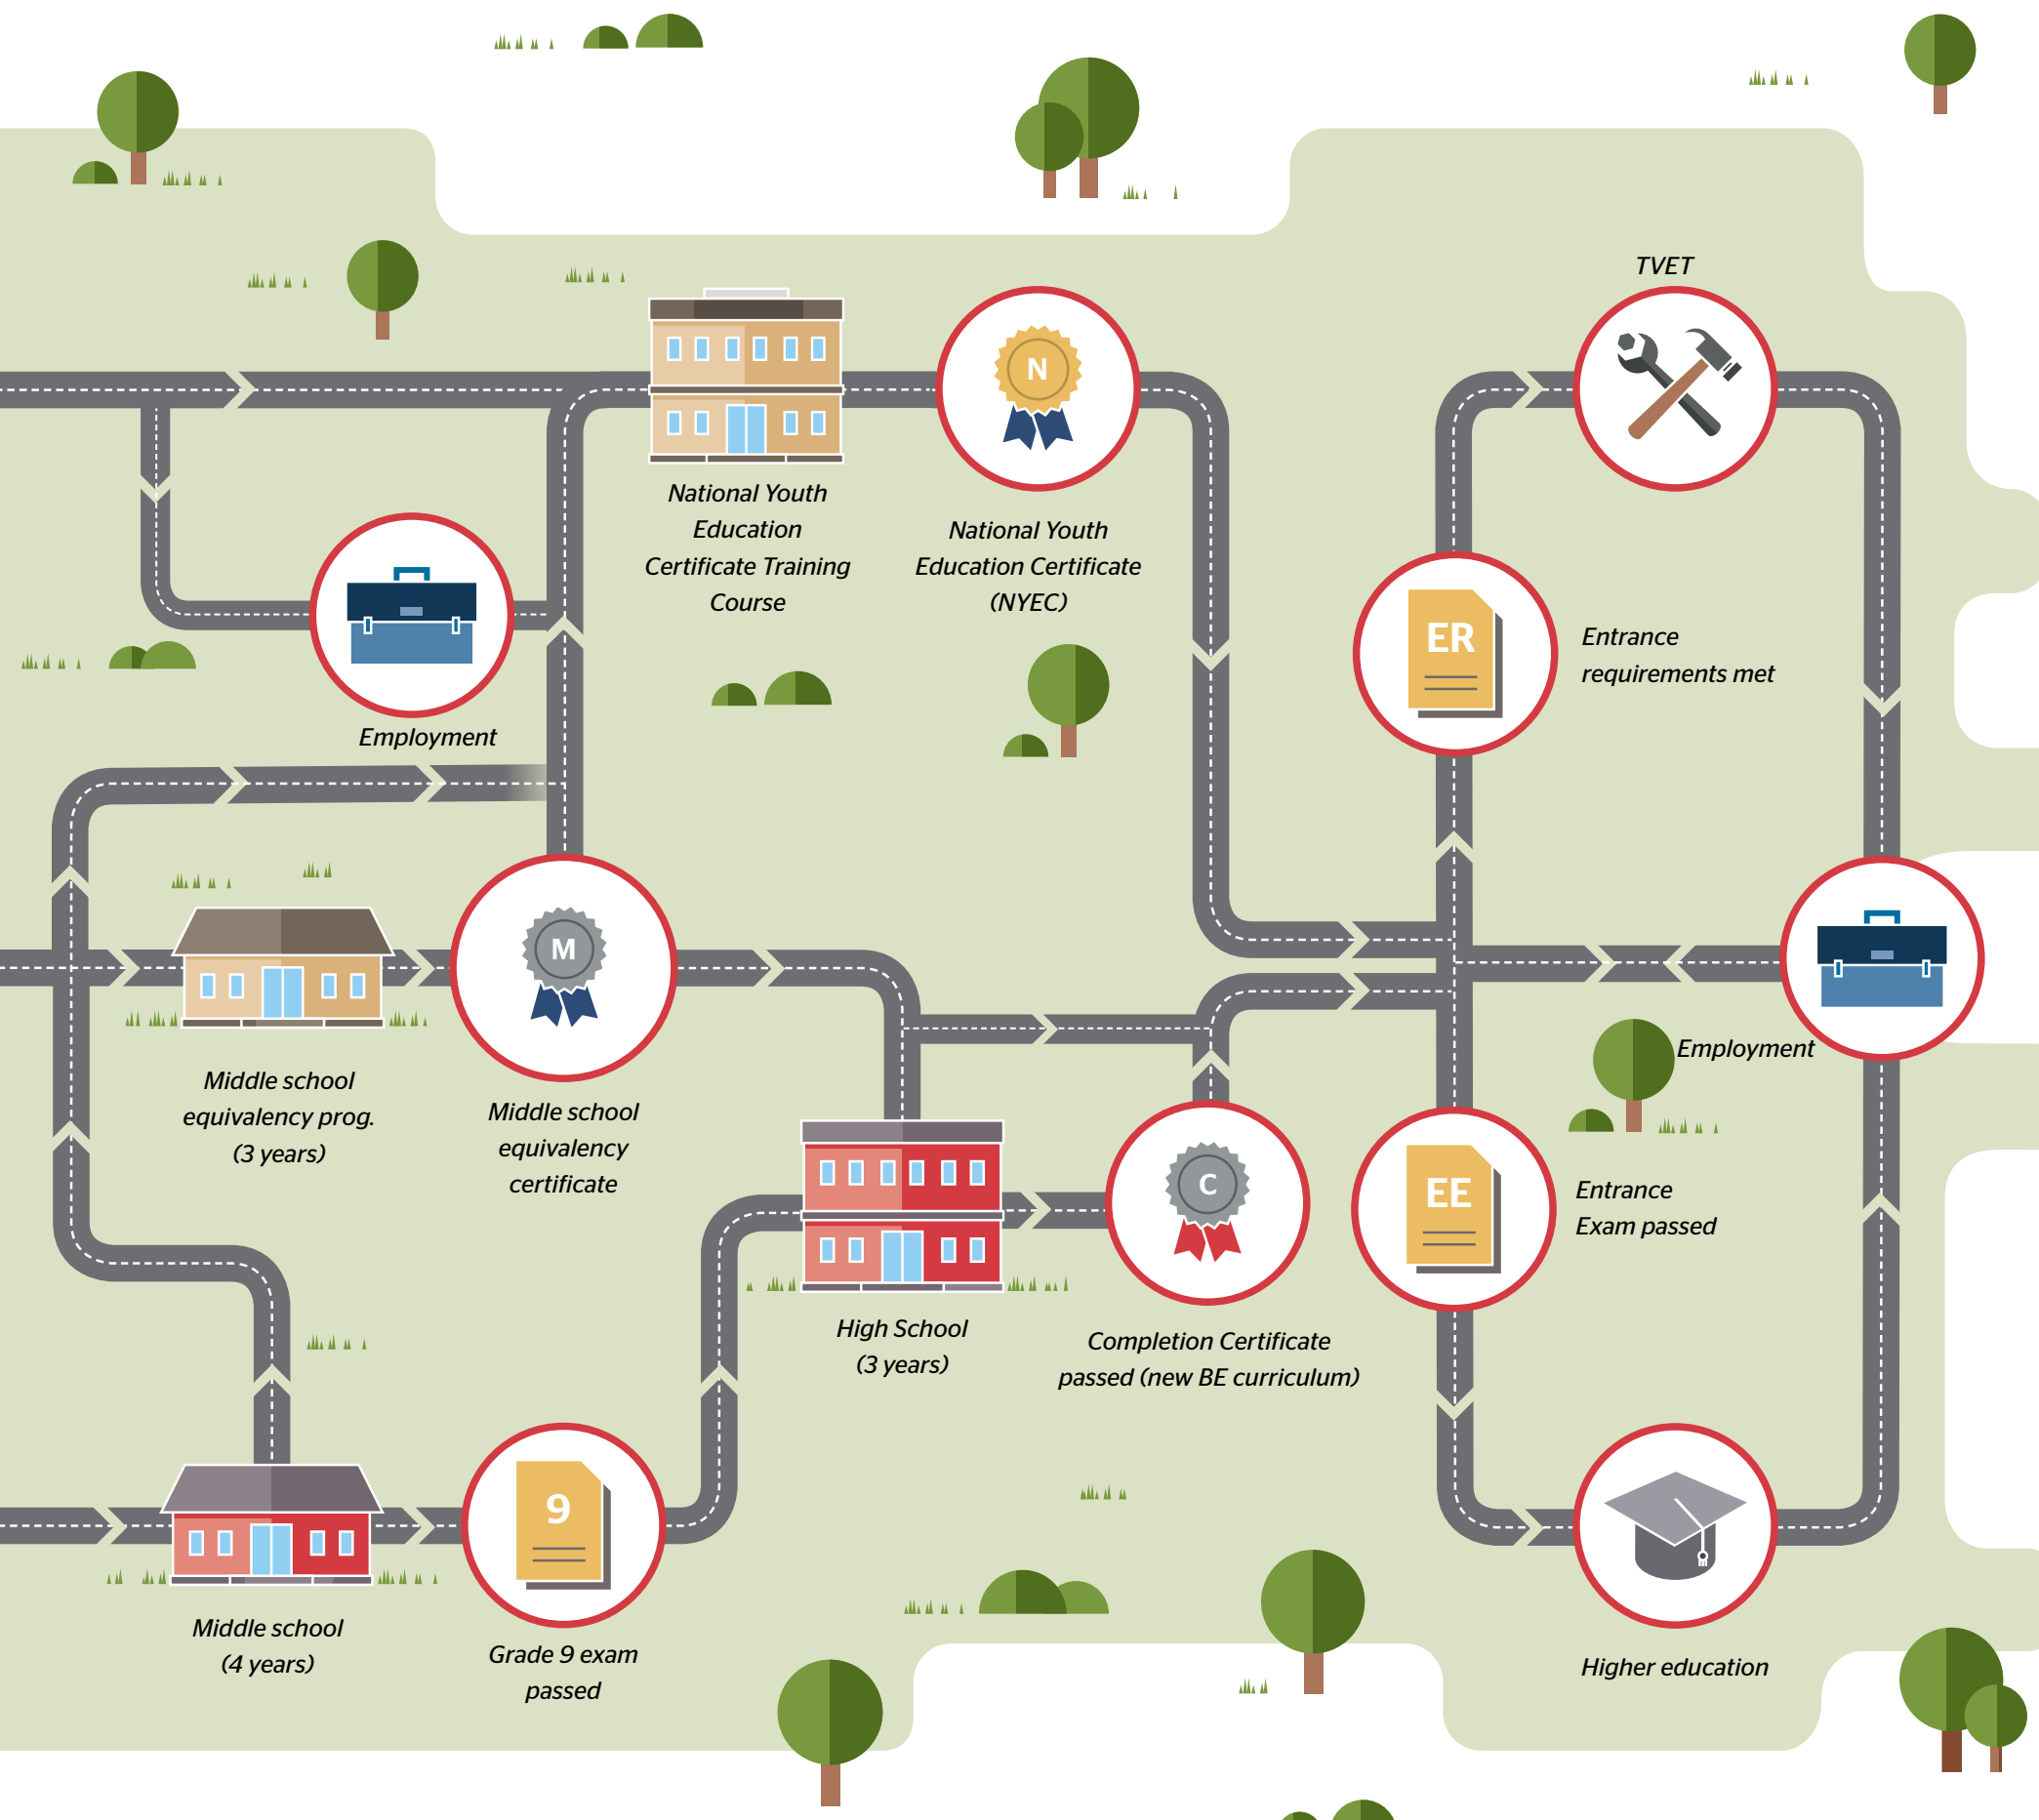 TVET
N
National Youth
Education
Certificate Training
Course
National Youth
Education Certificate
(NYEC)
ER
Entrance
requirements met
Employment
M
Middle school
equivalency prog.
(3 years)
Middle school
equivalency
certificate
Employment
C
EE
Entrance
Exam passed
High School
(3 years)
Completion Certificate
passed (new BE curriculum)
9
Middle school
(4 years)
Grade 9 exam
passed
Higher education